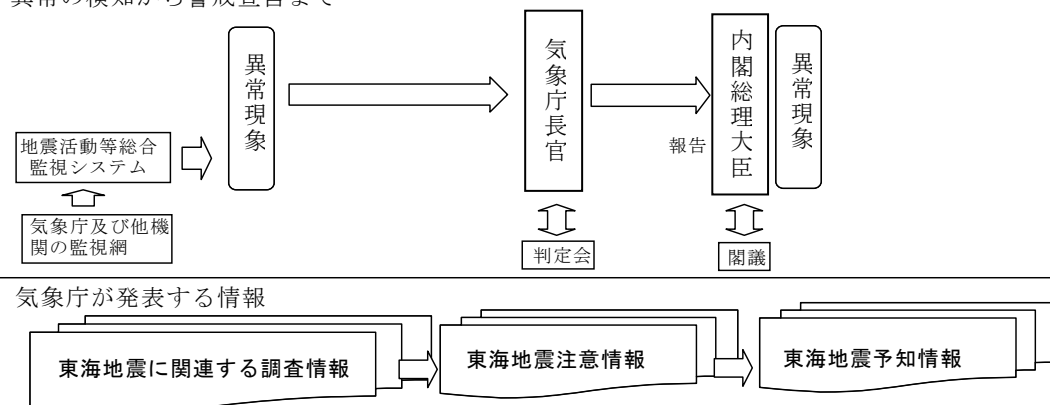 異常の検知から警戒宣言まで
異常現象
気象庁長官
内閣総理大臣
異常現象
地震活動等総合
監視システム
報告
気象庁及び他機
関の監視網
判定会
閣議
気象庁が発表する情報
東海地震に関連する調査情報
東海地震注意情報
東海地震予知情報